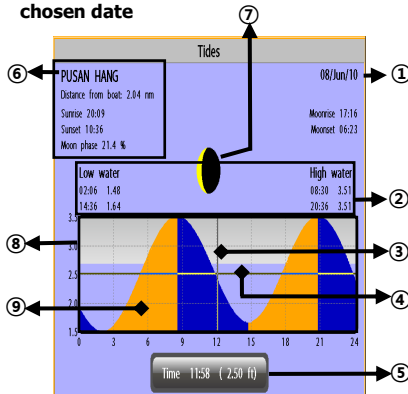 chosen date
⑦
Tides
⑥ PUSAN HANG 08/Jun/10 ①
Distance from boat: 2.04 nm
Sunrise 20:09 Moonrise 17:16
Sunset 10:36 Moonset 06:23
Moon phase 21.4 %
Low water High water
02:06 1.48 08:30 3.51 ②
14:36 1.64 20:36 3.51
3.5
⑧ 3.0 ③
2.5 ④
⑨ 2.0
1.5
0 3 6 9 12 15 18 21 24
Time 11:58 ( 2.50 ft) ⑤